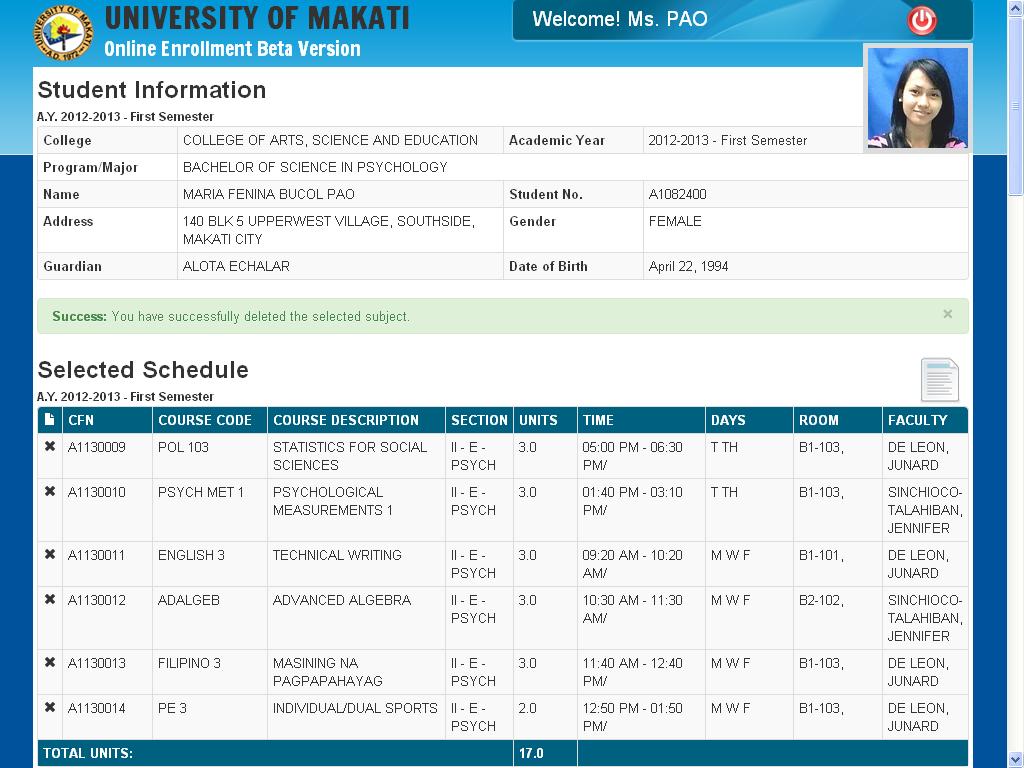 UNIVERSITY OF MAKATI
Online Enrollment Beta Version
Welcome! Ms. PAO
Student Information
A.Y. 2012-2013 - First Semester
College COLLEGE OF ARTS, SCIENCE AND EDUCATION Academic Year 2012-2013 - First Semester
Program/Major BACHELOR OF SCIENCE IN PSYCHOLOGY
Name MARIA FENINA BUCOL PAO Student No. A1082400
Address 140 BLK 5 UPPERWEST VILLAGE, SOUTHSIDE, Gender FEMALE
MAKATI CITY
Guardian ALOTA ECHALAR Date of Birth April 22, 1994
Success: You have successfully deleted the selected subject. ×
Selected Schedule
A.Y. 2012-2013 - First Semester
CFN COURSE CODE COURSE DESCRIPTION SECTION UNITS TIME DAYS ROOM FACULTY
A1130009 POL 103 STATISTICS FOR SOCIAL II - E - 3.0 05:00 PM - 06:30 T TH B1-103, DE LEON,
SCIENCES PSYCH PM/ JUNARD
A1130010 PSYCH MET 1 PSYCHOLOGICAL II - E - 3.0 01:40 PM - 03:10 T TH B1-103, SINCHIOCO-
MEASUREMENTS 1 PSYCH PM/ TALAHIBAN,
JENNIFER
A1130011 ENGLISH 3 TECHNICAL WRITING II - E - 3.0 09:20 AM - 10:20 M W F B1-101, DE LEON,
PSYCH AM/ JUNARD
A1130012 ADALGEB ADVANCED ALGEBRA II - E - 3.0 10:30 AM - 11:30 M W F B2-102, SINCHIOCO-
PSYCH AM/ TALAHIBAN,
JENNIFER
A1130013 FILIPINO 3 MASINING NA II - E - 3.0 11:40 AM - 12:40 M W F B1-103, DE LEON,
PAGPAPAHAYAG PSYCH PM/ JUNARD
A1130014 PE 3 INDIVIDUAL/DUAL SPORTS II - E - 2.0 12:50 PM - 01:50 M W F B1-103, DE LEON,
PSYCH PM/ JUNARD
TOTAL UNITS: 17.0